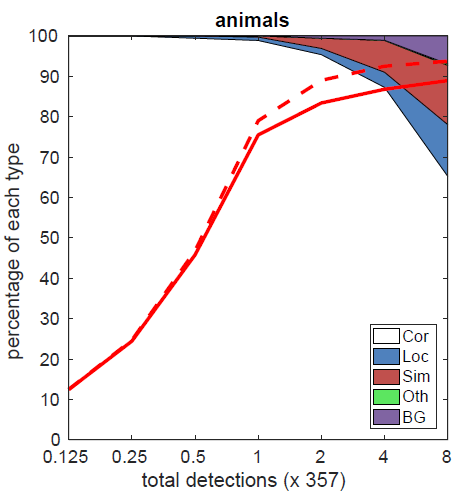 animals
percentage of each type
100
90
80
70
60
50
40
30
20
10
0
Cor
Loc
Sim
Oth
BG
0.125 0.25 0.5 1 2 4 8
total detections (x 357)